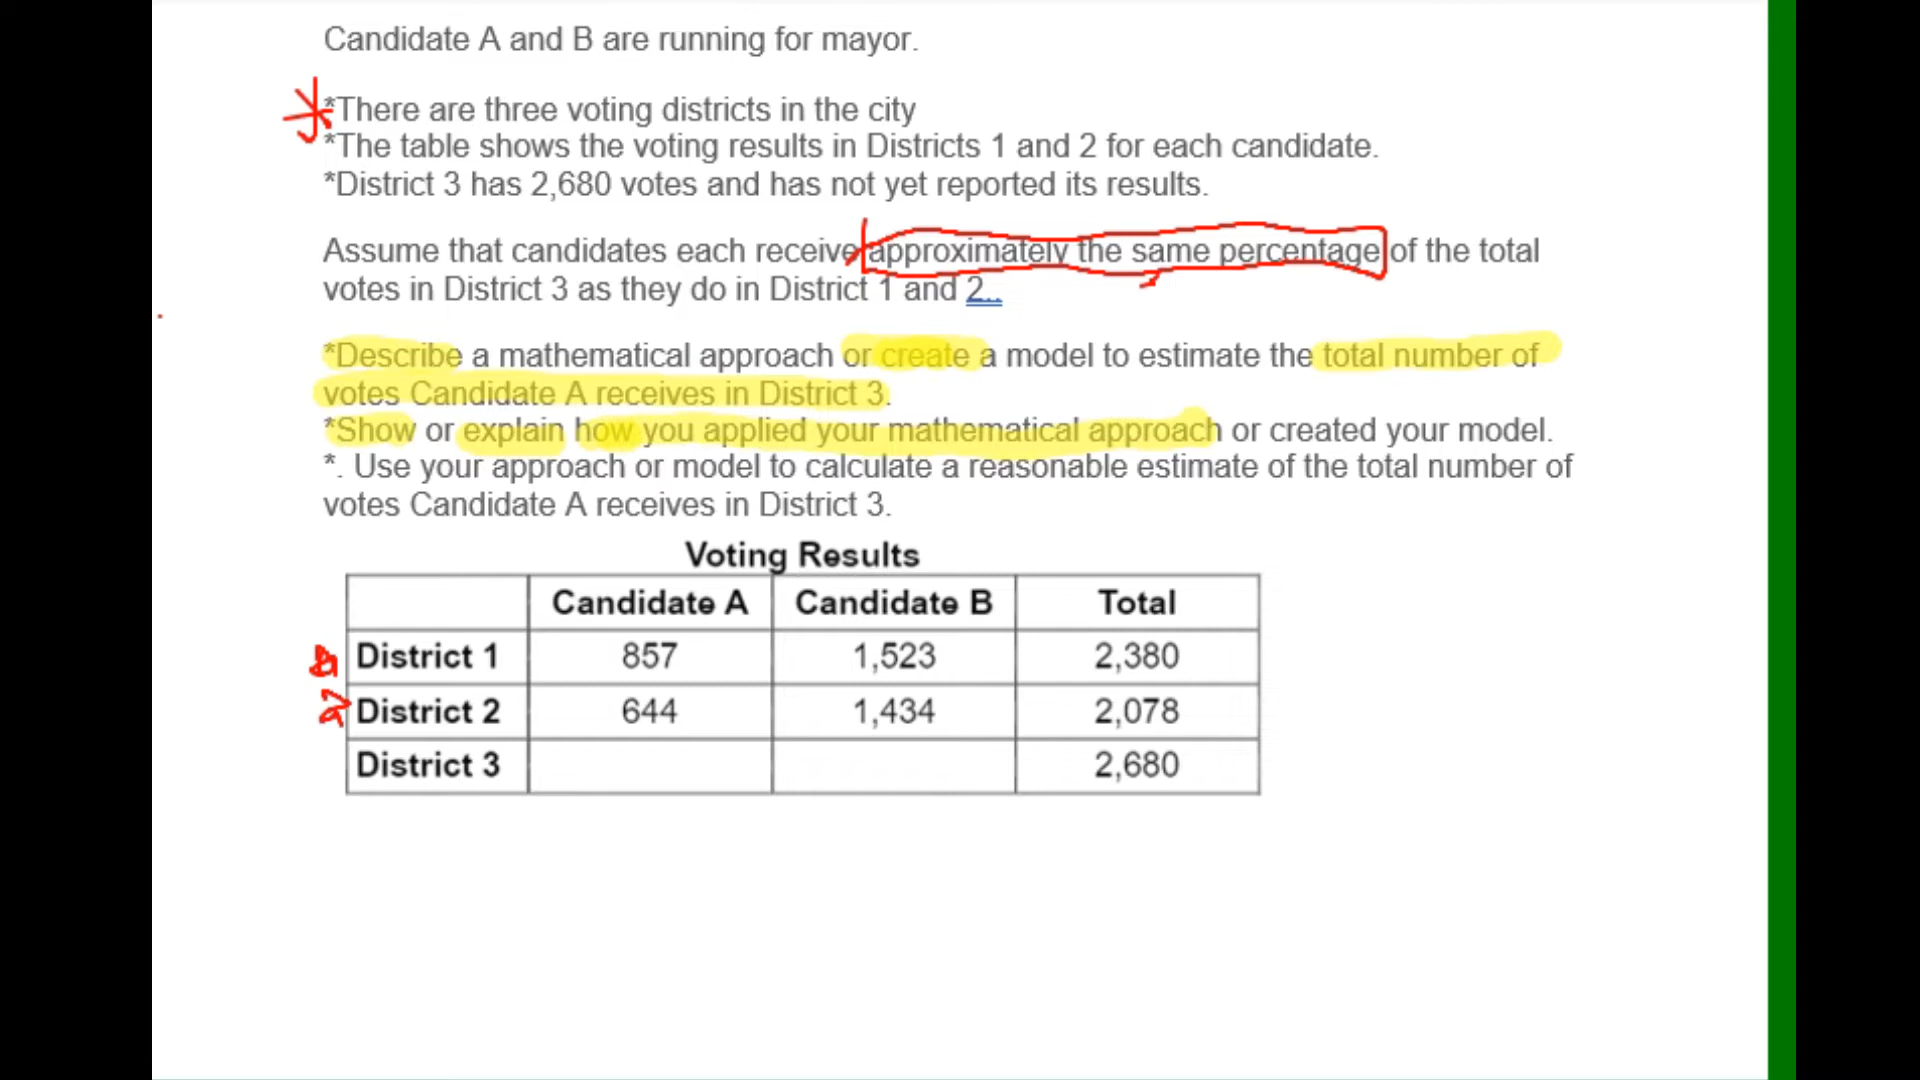 Candidate A and B are running for mayor.
*There are three voting districts in the city
*The table shows the voting results in Districts 1 and 2 for each candidate.
*District 3 has 2,680 votes and has not yet reported its results.
Assume that candidates each receive approximately the same percentage of the total
votes in District 3 as they do in District 1 and 2..
*Describe a mathematical approach or create a model to estimate the total number of
votes Candidate A receives in District 3.
*Show or explain how you applied your mathematical approach or created your model.
*. Use your approach or model to calculate a reasonable estimate of the total number of
votes Candidate A receives in District 3.
Voting Results
Candidate A Candidate B Total
District 1 857 1,523 2,380
District 2 644 1,434 2,078
District 3 2,680